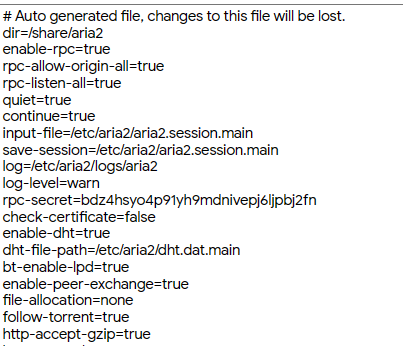 # Auto generated file, changes to this file will be lost.
dir=/share/aria2
enable-rpc=true
rpc-allow-origin-all=true
rpc-listen-all=true
quiet=true
continue=true
input-file=/etc/aria2/aria2.session.main
save-session=/etc/aria2/aria2.session.main
log=/etc/aria2/logs/aria2
log-level=warn
rpc-secret=bdz4hsyo4p91yh9mdnivepj6ljpbj2fn
check-certificate=false
enable-dht=true
dht-file-path=/etc/aria2/dht.dat.main
bt-enable-lpd=true
enable-peer-exchange=true
file-allocation=none
follow-torrent=true
http-accept-gzip=true